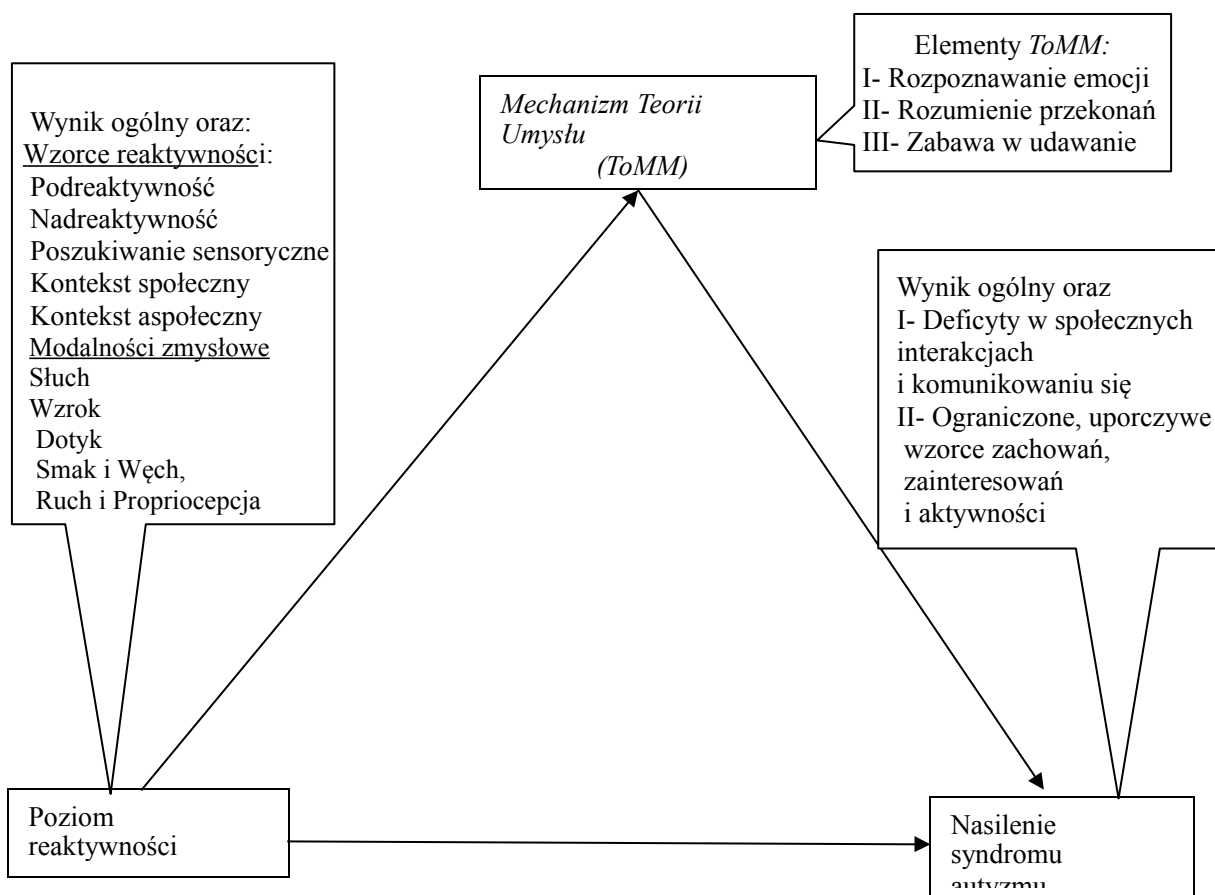 Elementy ToMM:
I- Rozpoznawanie emocji
II- Rozumienie przekonań
III- Zabawa w udawanie
Mechanizm Teorii
Umysłu
(ToMM)
Wynik ogólny oraz:
Wzorce reaktywności:
Podreaktywność
Nadreaktywność
Poszukiwanie sensoryczne
Kontekst społeczny
Kontekst aspołeczny
Modalności zmysłowe
Słuch
Wzrok
Dotyk
Smak i Węch,
Ruch i Propriocepcja
Wynik ogólny oraz
I- Deficyty w społecznych
interakcjach
i komunikowaniu się
II- Ograniczone, uporczywe
wzorce zachowań,
zainteresowań
i aktywności
Poziom
reaktywności
Nasilenie
syndromu
autyzmu